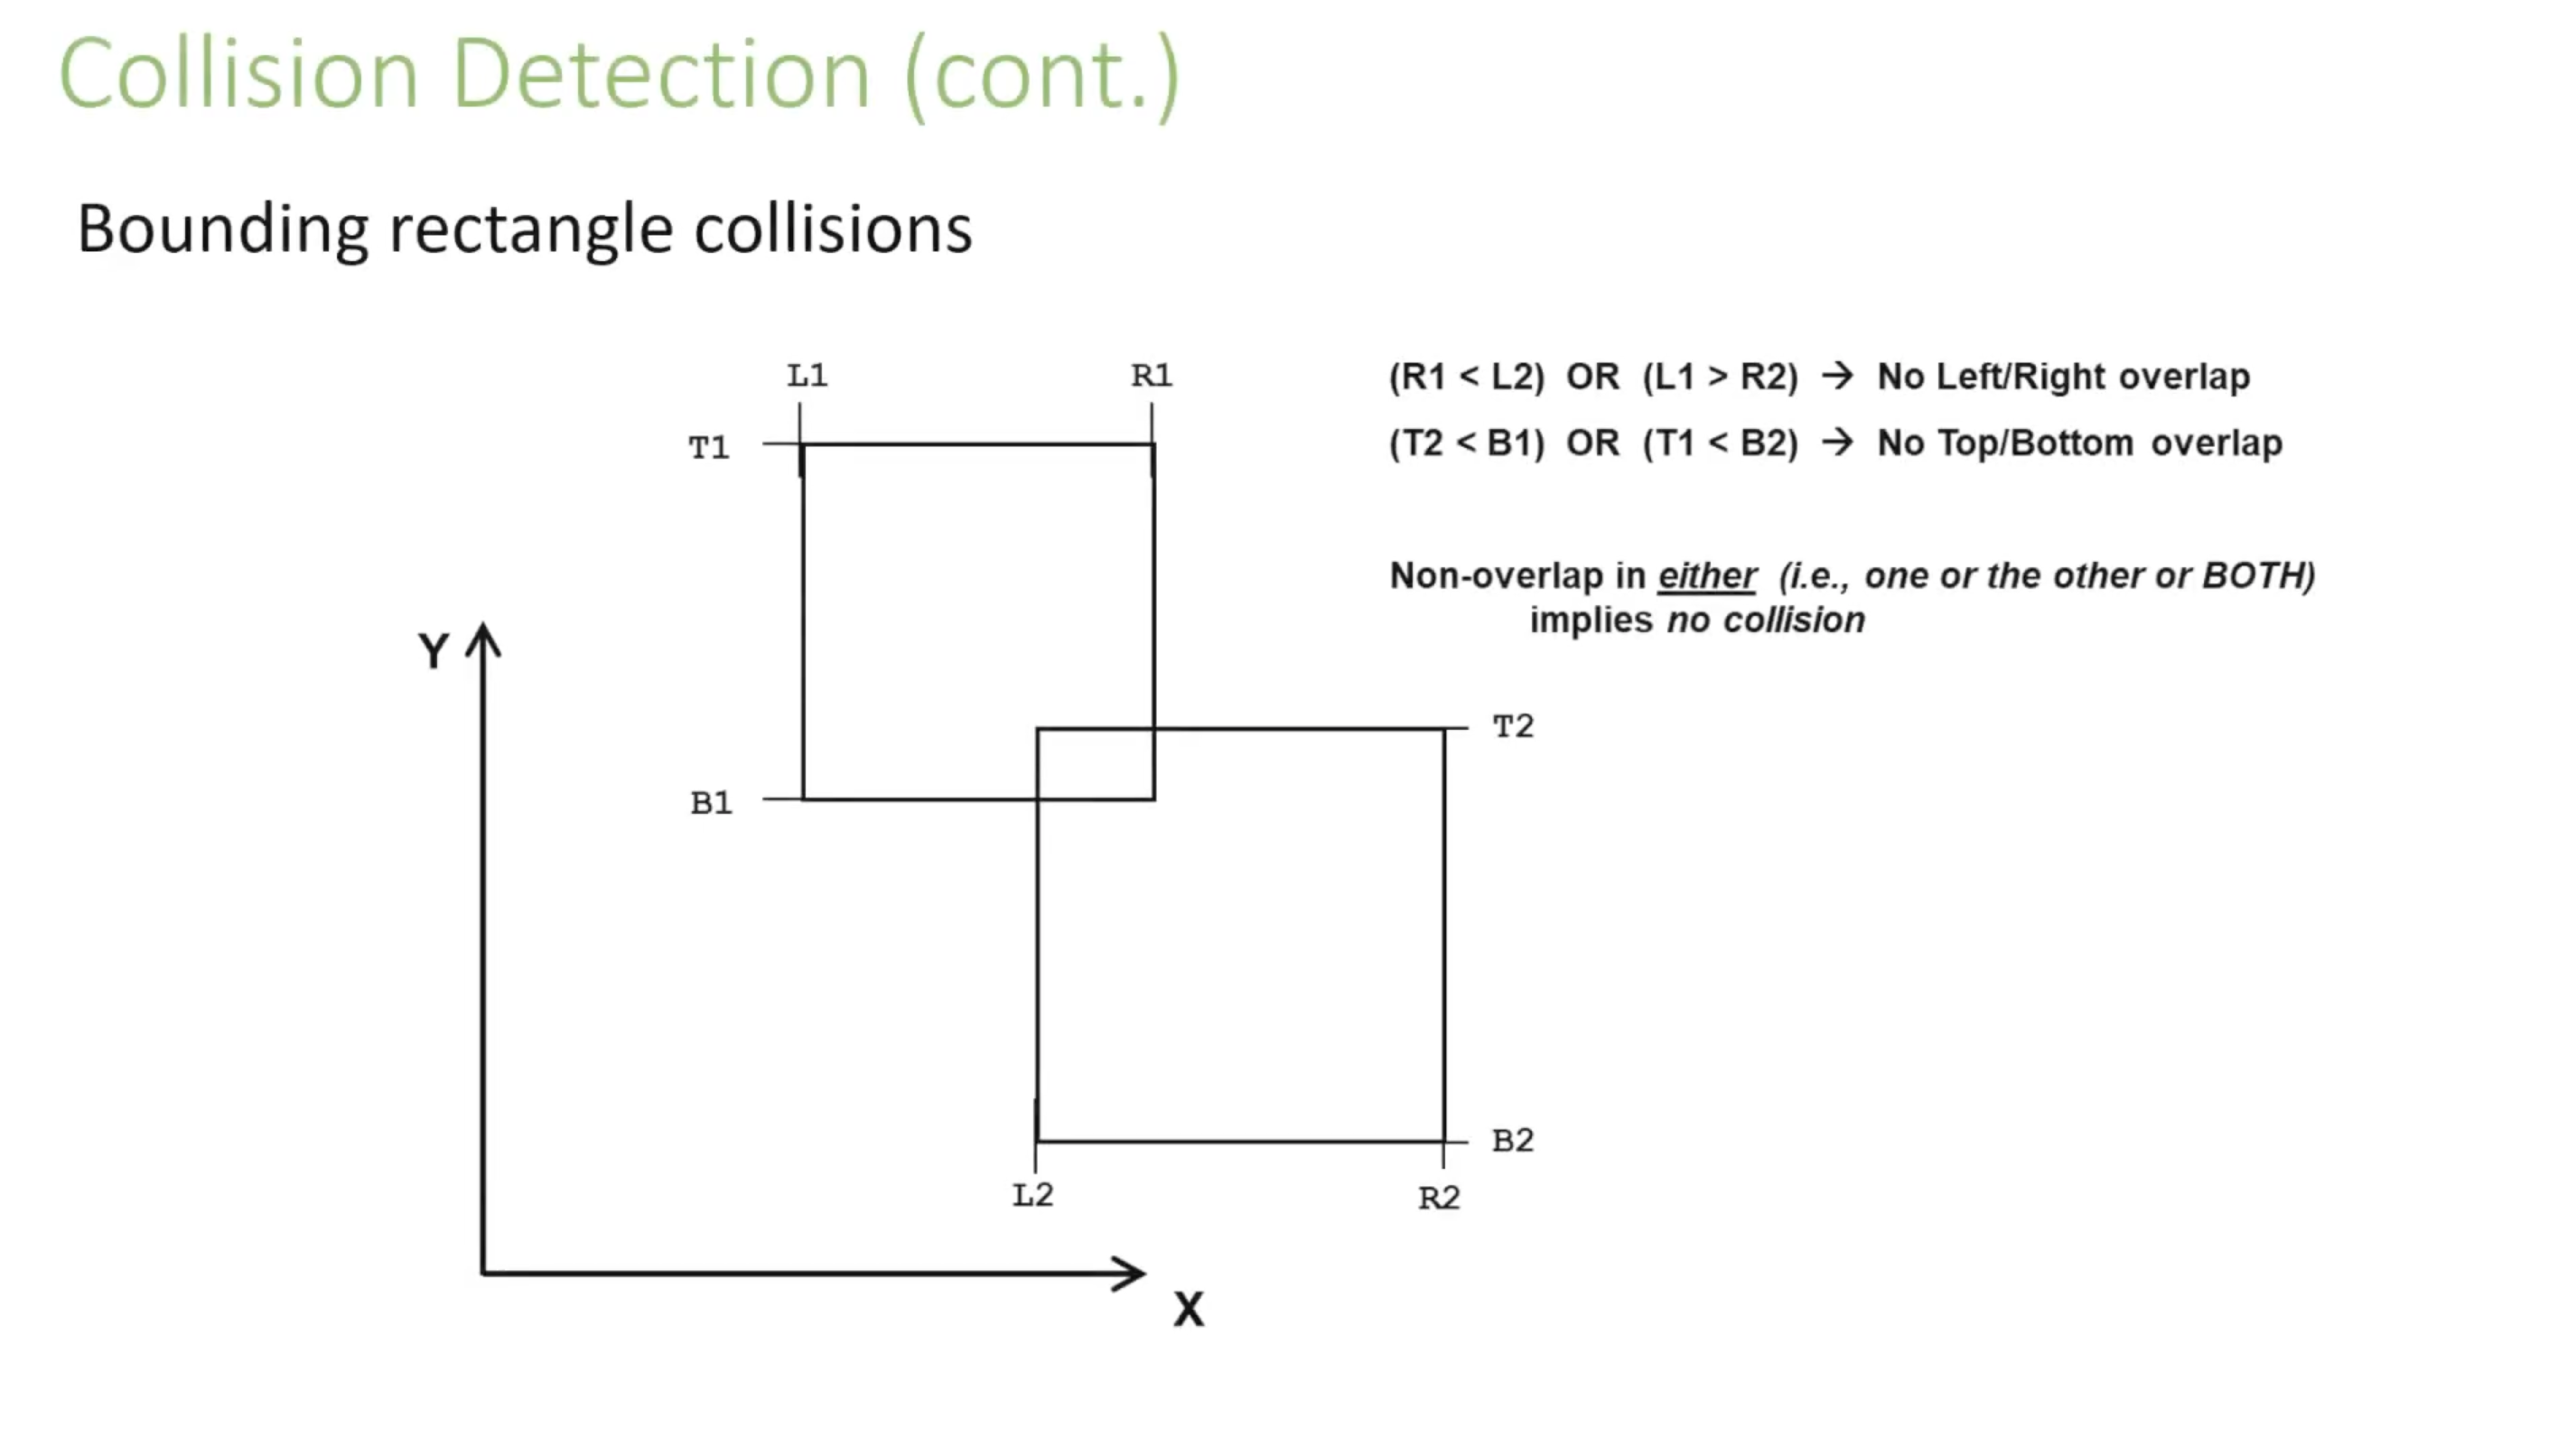 Collision Detection (cont.)
Bounding rectangle collisions
L1 R1
(R1 < L2) OR (L1 > R2) → No Left/Right overlap
T1
(T2 < B1) OR (T1 < B2) → No Top/Bottom overlap
Non-overlap in either (i.e., one or the other or BOTH)
implies no collision
Y
T2
B1
B2
L2 R2
X